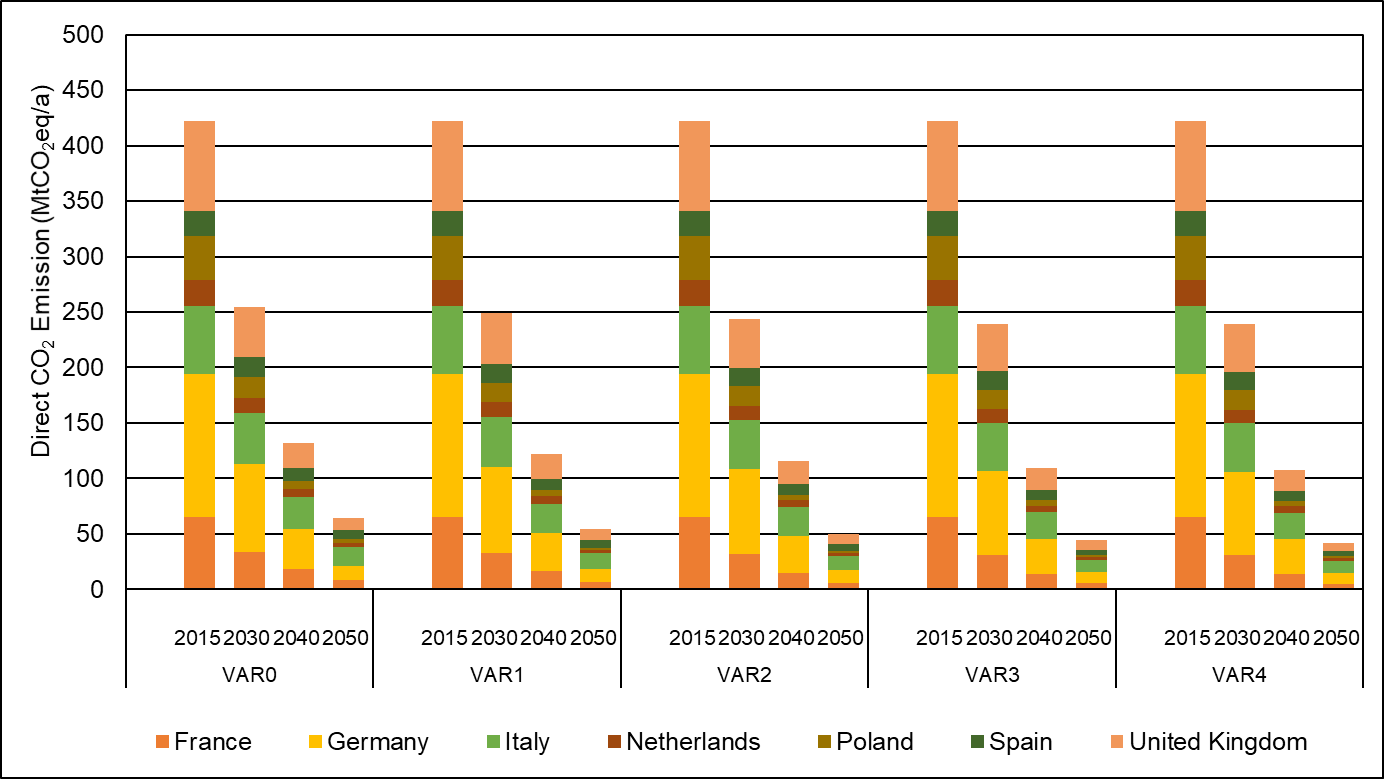 500
450
400
350
300
250
200
150
100
50
0
Direct CO₂ Emission (MtCO₂eq/a)
2015 2030 2040 2050 2015 2030 2040 2050 2015 2030 2040 2050 2015 2030 2040 2050 2015 2030 2040 2050
VAR0 VAR1 VAR2 VAR3 VAR4
France Germany Italy Netherlands Poland Spain United Kingdom